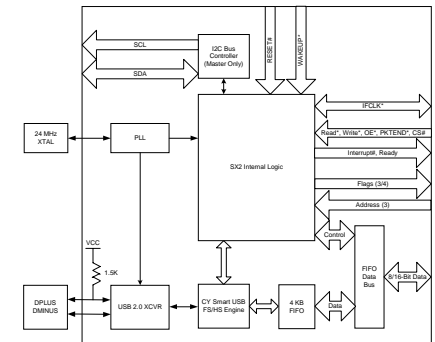 SCL
SDA
I2C Bus
Controller
(Master Only)
RESET#
WAKEUP*
IFCLK*
Read*, Write*, OE*, PKTEND*, CS#
Interrupt#, Ready
Flags (3/4)
Address (3)
24 MHz
XTAL
PLL
SX2 Internal Logic
VCC
1.5K
Control
FIFO
Data
Bus
8/16-Bit Data
DPLUS
DMINUS
USB 2.0 XCVR
CY Smart USB
FS/HS Engine
4 KB
FIFO
Data